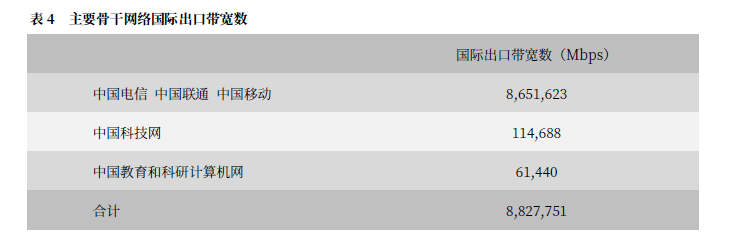 表 4 主要骨干网络国际出口带宽数
国际出口带宽数（Mbps）
中国电信 中国联通 中国移动 8,651,623
中国科技网 114,688
中国教育和科研计算机网 61,440
合计 8,827,751